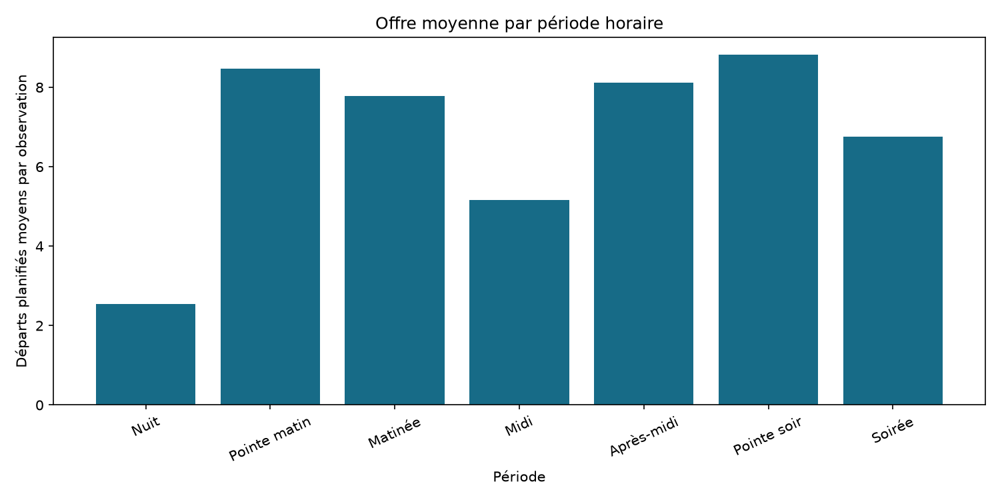 Offre moyenne par période horaire
Départs planifiés moyens par observation
8
6
4
2
0
Nuit
Pointe matin
Matinée
Midi
Après-midi
Pointe soir
Soirée
Période